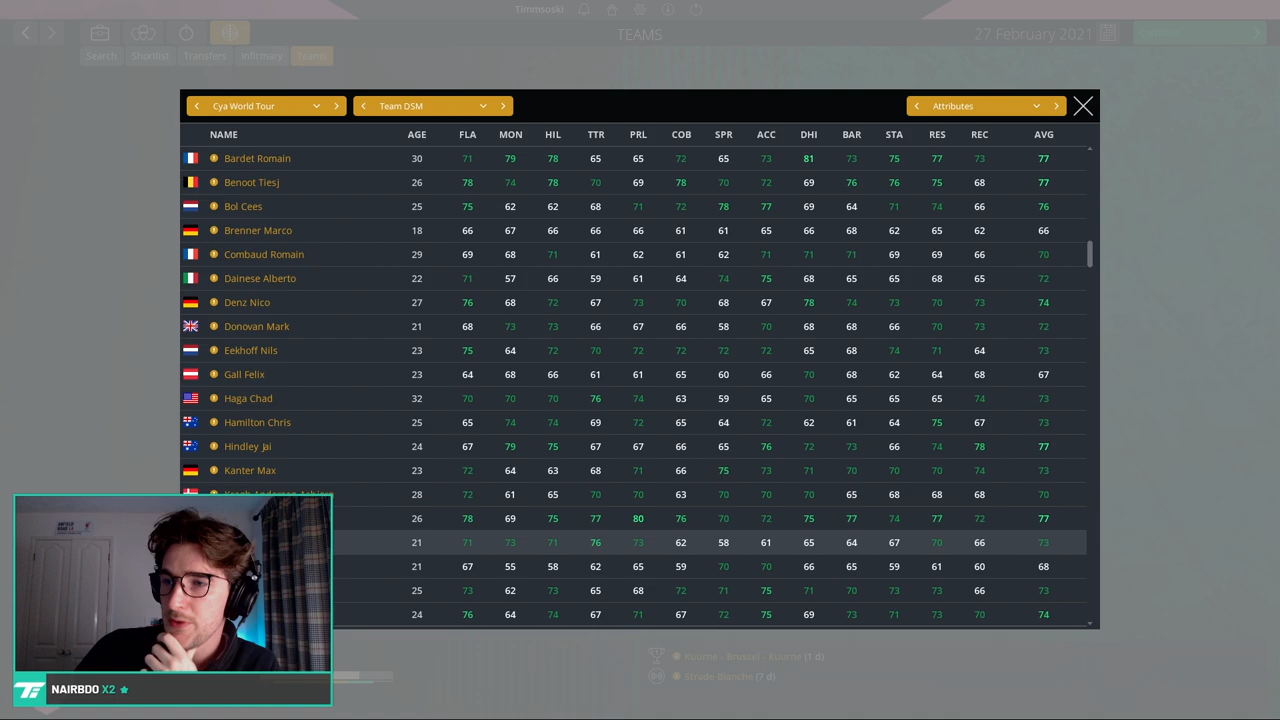 Timmsoski
TEAMS
27 February 2021
Search Shortlist Transfers Infirmary Teams
Cya World Tour Team DSM Attributes
NAME AGE FLA MON HIL TTR PRL COB SPR ACC DHI BAR STA RES REC AVG
Bardet Romain 30 71 79 78 65 65 72 65 73 81 73 75 77 73 77
Benoot Tiesj 26 78 74 78 70 69 78 70 72 69 76 76 75 68 77
Bol Cees 25 75 62 62 68 71 72 78 77 69 64 71 74 66 76
Brenner Marco 18 66 67 66 66 66 61 61 65 66 68 62 65 62 66
Combaud Romain 29 69 68 71 61 62 61 62 71 71 71 69 69 66 70
Dainese Alberto 22 71 57 66 59 61 64 74 75 68 65 65 68 65 72
Denz Nico 27 76 68 72 67 73 70 68 67 78 74 73 70 73 74
Donovan Mark 21 68 73 73 66 67 66 58 70 68 68 66 70 73 72
Eekhoff Nils 23 75 64 72 70 72 72 72 72 65 68 74 71 64 73
Gall Felix 23 64 68 66 61 61 65 60 66 70 68 62 64 68 67
Haga Chad 32 70 70 70 76 74 63 59 65 70 65 65 65 74 73
Hamilton Chris 25 65 74 74 69 72 65 64 72 62 61 64 75 67 73
Hindley Jai 24 67 79 75 67 67 66 65 76 72 73 66 74 78 77
Kanter Max 23 72 64 63 68 71 66 75 73 71 70 70 70 74 73
28 72 61 65 70 70 63 70 70 70 65 68 68 68 70
26 78 69 75 77 80 76 70 72 75 77 74 77 72 77
21 71 73 71 76 73 62 58 61 65 64 67 70 66 73
21 67 55 58 62 65 59 70 70 66 65 59 61 60 68
25 73 62 73 65 68 72 71 75 71 70 73 73 66 73
24 76 64 74 67 71 67 72 75 69 73 71 73 70 74
Kuurne - Brussel - Kuurne (1 d)
Strade Bianche (7 d)
NAIRBDO X2